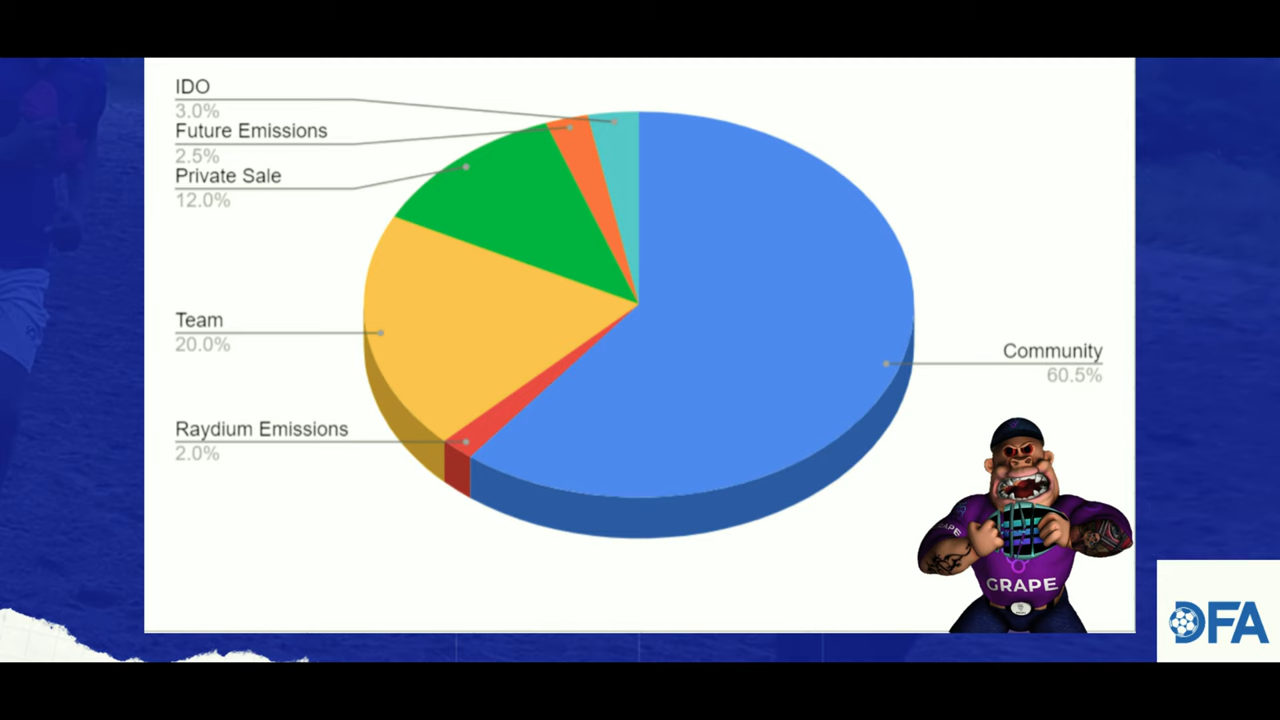 IDO
3.0%
Future Emissions
2.5%
Private Sale
12.0%
Team
20.0%
Community
60.5%
Raydium Emissions
2.0%
GRAPE
DFA